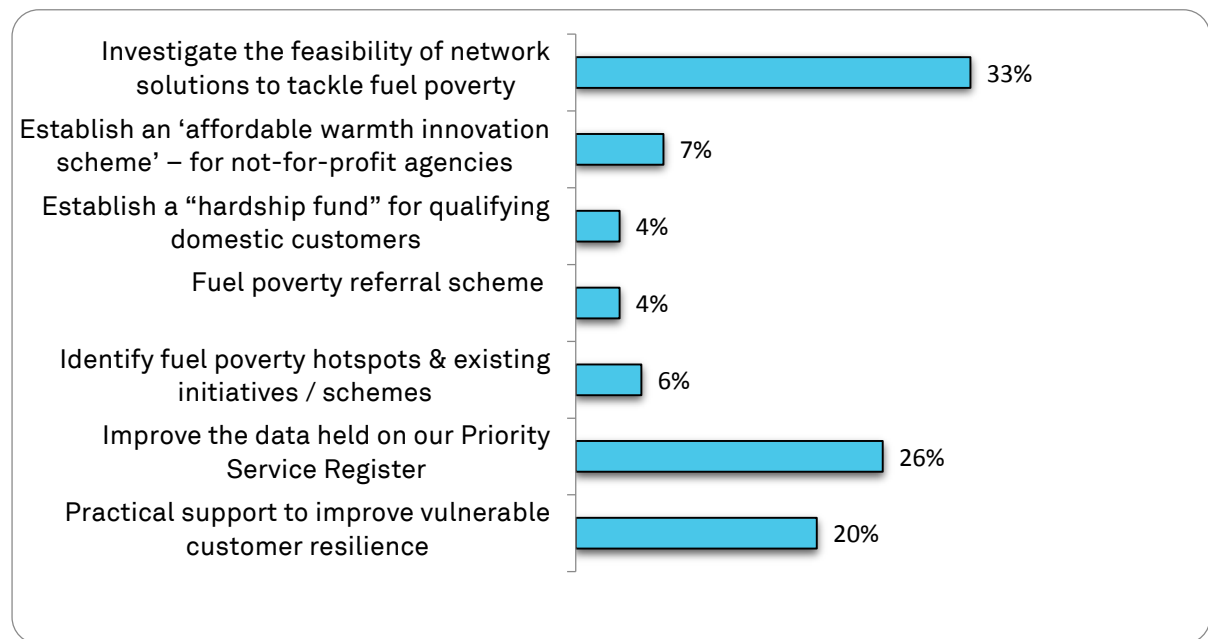 Investigate the feasibility of network
solutions to tackle fuel poverty
33%
Establish an ‘affordable warmth innovation
scheme’ – for not-for-profit agencies
7%
Establish a “hardship fund” for qualifying
domestic customers
4%
Fuel poverty referral scheme
4%
Identify fuel poverty hotspots & existing
initiatives / schemes
6%
Improve the data held on our Priority
Service Register
26%
Practical support to improve vulnerable
customer resilience
20%